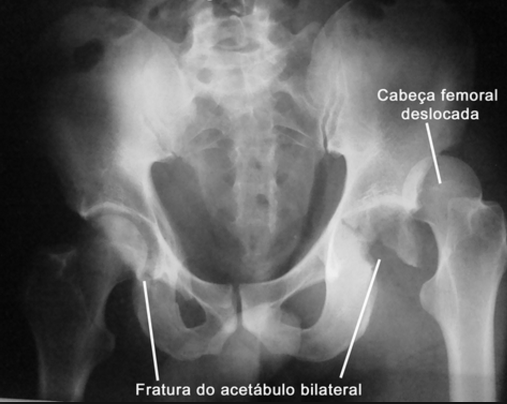 Cabeça femoral
deslocada
Fratura do acetábulo bilateral